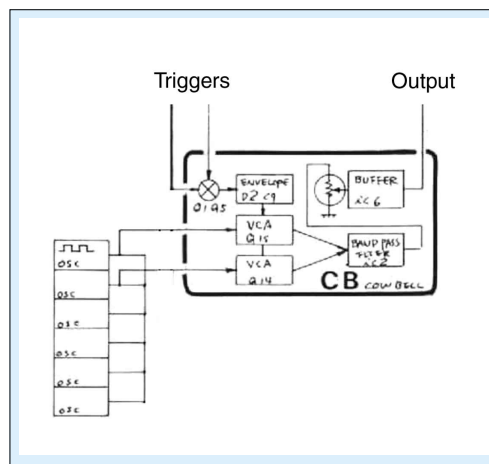 Triggers Output
ENVELOPE
D2 C9
BUFFER
ic 6
Q1Q5
VCA
Q15
BAND PASS
FILTER
ic2
VCA
Q14
CB COW BELL
OSC
OSC
OSC
OSC
OSC
OSC